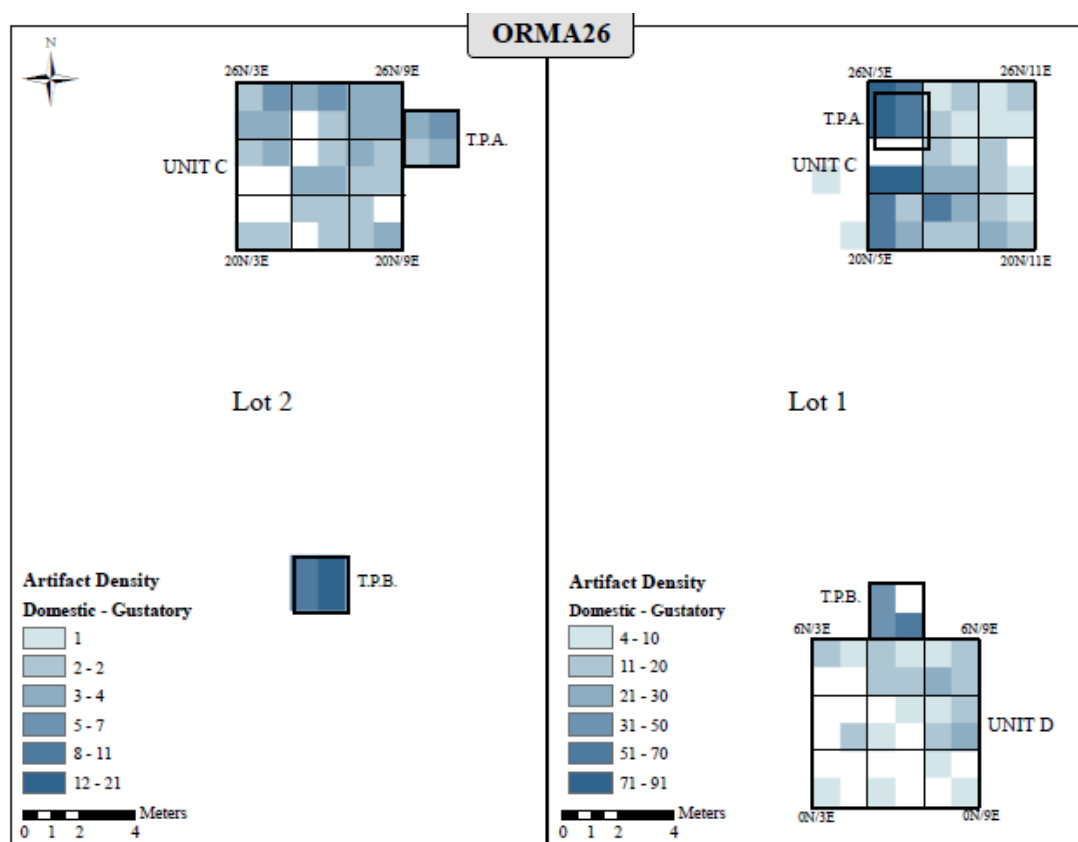 ORMA26
N
26N/3E
26N/9E
T.P.A.
UNIT C
20N/3E
20N/9E
Lot 2
T.P.B.
Artifact Density
Domestic - Gustatory
1
2 - 2
3 - 4
5 - 7
8 - 11
12 - 21
Meters
0 1 2 4
26N/5E
26N/11E
T.P.A.
UNIT C
20N/5E
20N/11E
Lot 1
T.P.B.
6N/3E
6N/9E
UNIT D
0N/3E
0N/9E
Artifact Density
Domestic - Gustatory
4 - 10
11 - 20
21 - 30
31 - 50
51 - 70
71 - 91
Meters
0 1 2 4